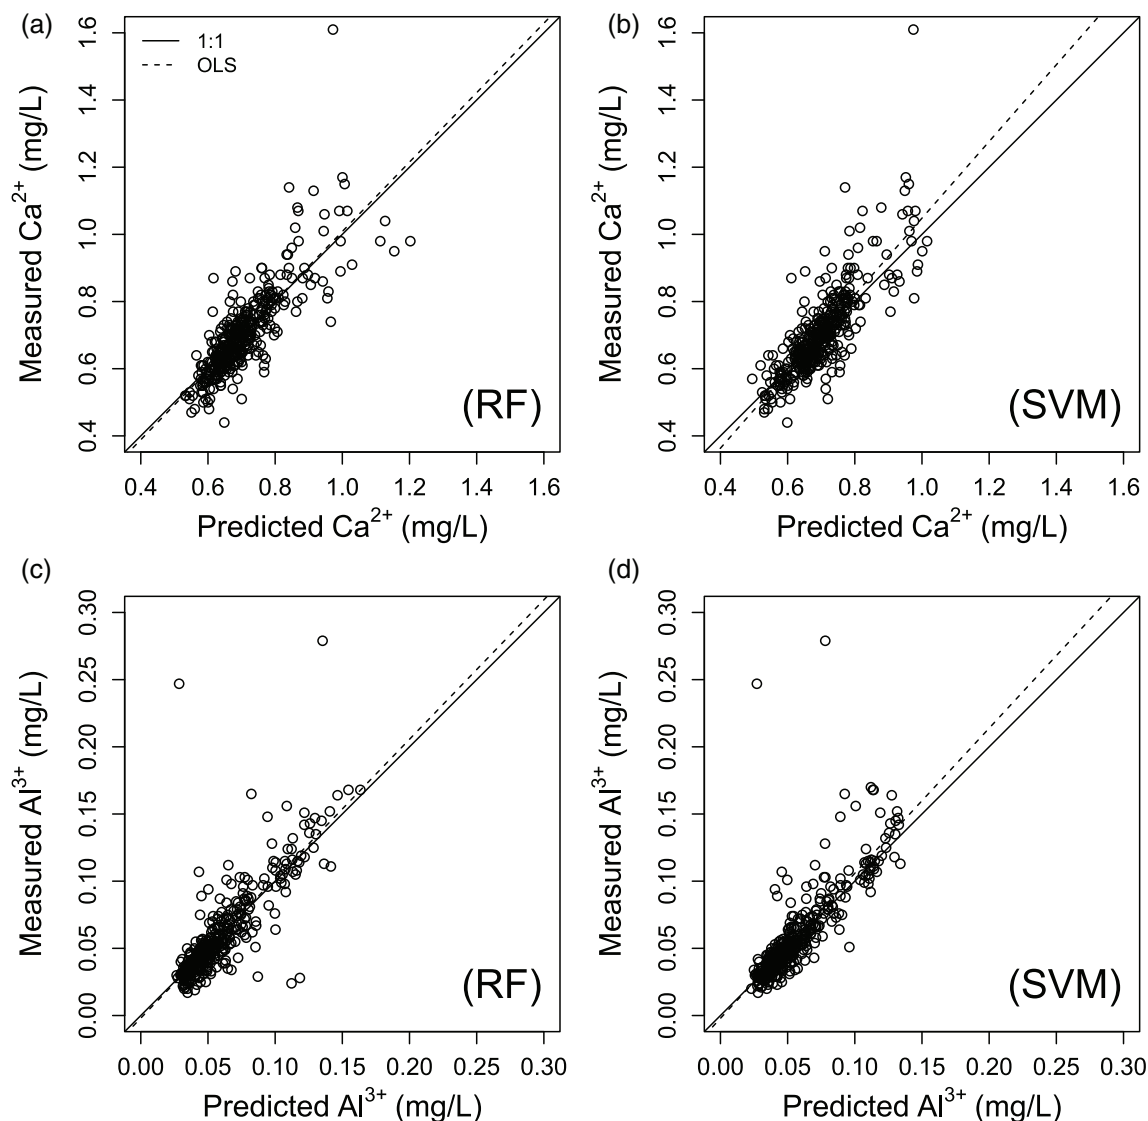 (a)
Measured Ca²⁺ (mg/L)
1.6
1.4
1.2
1.0
0.8
0.6
0.4
1:1
OLS
(RF)
0.4 0.6 0.8 1.0 1.2 1.4 1.6
Predicted Ca²⁺ (mg/L)
(b)
Measured Ca²⁺ (mg/L)
1.6
1.4
1.2
1.0
0.8
0.6
0.4
(SVM)
0.4 0.6 0.8 1.0 1.2 1.4 1.6
Predicted Ca²⁺ (mg/L)
(c)
Measured Al³⁺ (mg/L)
0.30
0.25
0.20
0.15
0.10
0.05
0.00
(RF)
0.00 0.05 0.10 0.15 0.20 0.25 0.30
Predicted Al³⁺ (mg/L)
(d)
Measured Al³⁺ (mg/L)
0.30
0.25
0.20
0.15
0.10
0.05
0.00
(SVM)
0.00 0.05 0.10 0.15 0.20 0.25 0.30
Predicted Al³⁺ (mg/L)